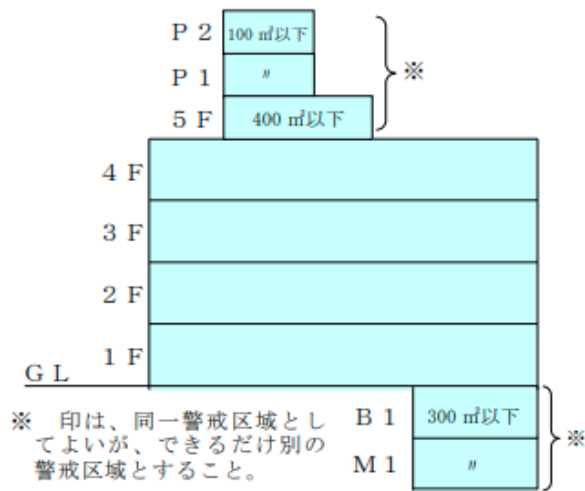 P 2 100 ㎡以下
P 1 〃
5 F 400 ㎡以下
※
4 F
3 F
2 F
1 F
G L
B 1 300 ㎡以下
M 1 〃
※
※ 印は、同一警戒区域とし
てよいが、できるだけ別の
警戒区域とすること。